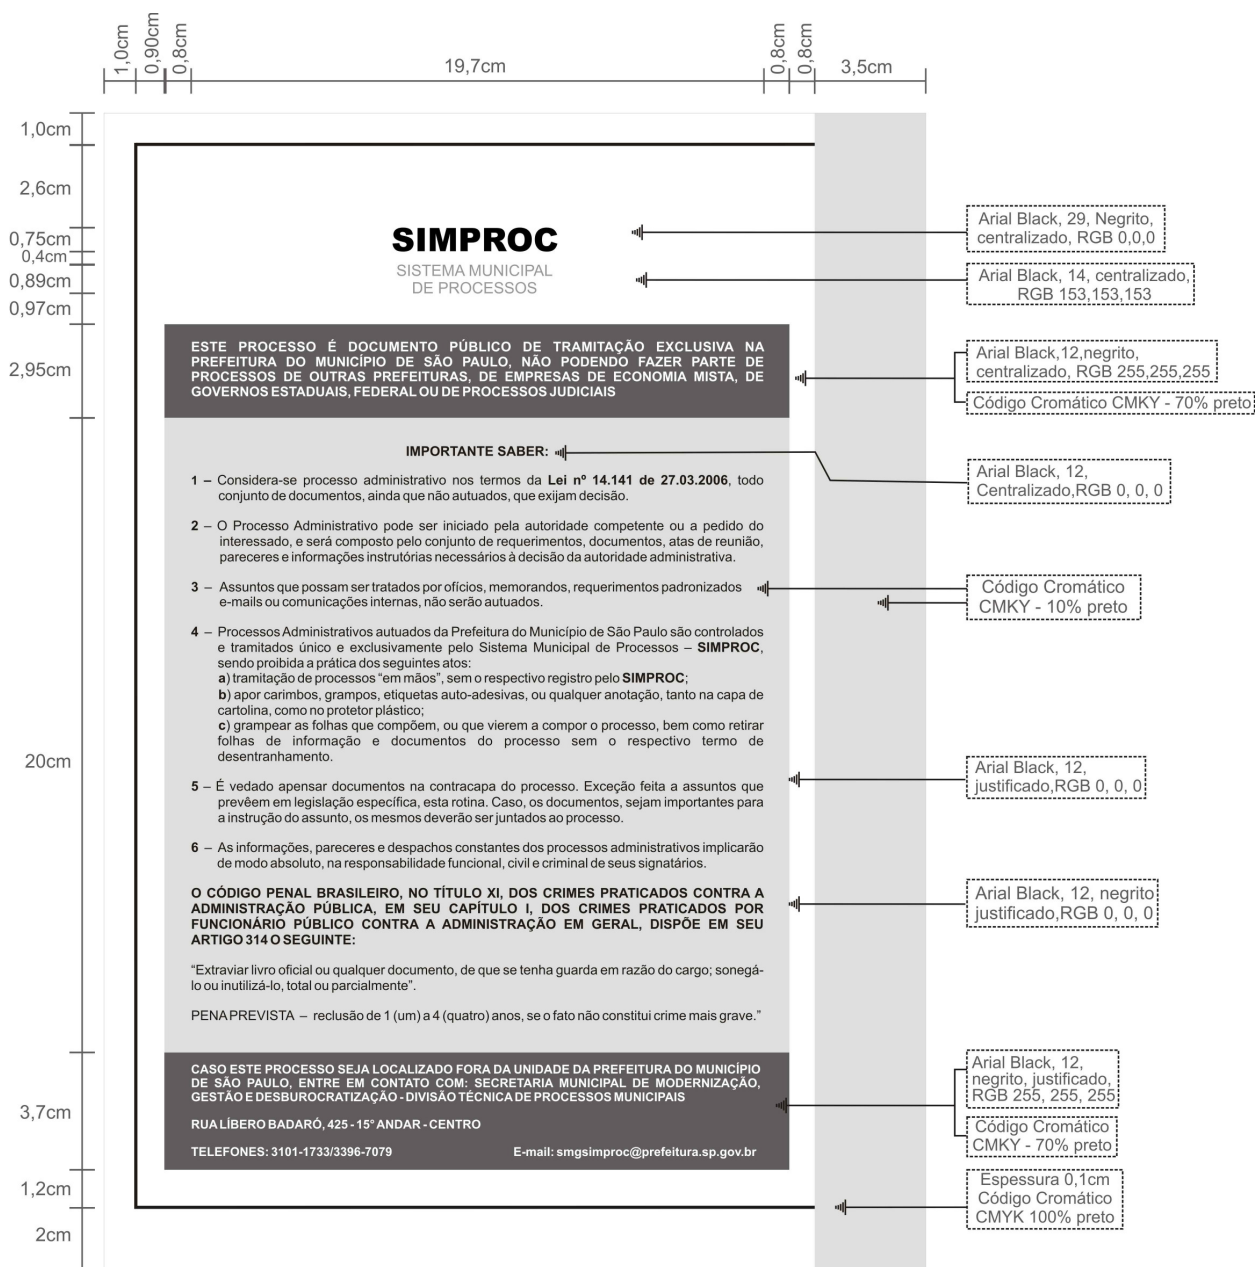 1,0cm
0,90cm
0,8cm
19,7cm
0,8cm
0,8cm
3,5cm
1,0cm
2,6cm
0,75cm
0,4cm
0,89cm
0,97cm
2,95cm
20cm
3,7cm
1,2cm
2cm
SIMPROC
SISTEMA MUNICIPAL
DE PROCESSOS
ESTE PROCESSO É DOCUMENTO PÚBLICO DE TRAMITAÇÃO EXCLUSIVA NA
PREFEITURA DO MUNICÍPIO DE SÃO PAULO, NÃO PODENDO FAZER PARTE DE
PROCESSOS DE OUTRAS PREFEITURAS, DE EMPRESAS DE ECONOMIA MISTA, DE
GOVERNOS ESTADUAIS, FEDERAL OU DE PROCESSOS JUDICIAIS
IMPORTANTE SABER:
1 – Considera-se processo administrativo nos termos da Lei nº 14.141 de 27.03.2006, todo
conjunto de documentos, ainda que não autuados, que exijam decisão.
2 – O Processo Administrativo pode ser iniciado pela autoridade competente ou a pedido do
interessado, e será composto pelo conjunto de requerimentos, documentos, atas de reunião,
pareceres e informações instrutórias necessários à decisão da autoridade administrativa.
3 – Assuntos que possam ser tratados por ofícios, memorandos, requerimentos padronizados
e-mails ou comunicações internas, não serão autuados.
4 – Processos Administrativos autuados da Prefeitura do Município de São Paulo são controlados
e tramitados único e exclusivamente pelo Sistema Municipal de Processos – SIMPROC,
sendo proibida a prática dos seguintes atos:
a) tramitação de processos “em mãos”, sem o respectivo registro pelo SIMPROC;
b) apor carimbos, grampos, etiquetas auto-adesivas, ou qualquer anotação, tanto na capa de
cartolina, como no protetor plástico;
c) grampear as folhas que compõem, ou que vierem a compor o processo, bem como retirar
folhas de informação e documentos do processo sem o respectivo termo de
desentranhamento.
5 – É vedado apensar documentos na contracapa do processo. Exceção feita a assuntos que
prevêem em legislação específica, esta rotina. Caso, os documentos, sejam importantes para
a instrução do assunto, os mesmos deverão ser juntados ao processo.
6 – As informações, pareceres e despachos constantes dos processos administrativos implicarão
de modo absoluto, na responsabilidade funcional, civil e criminal de seus signatários.
O CÓDIGO PENAL BRASILEIRO, NO TÍTULO XI, DOS CRIMES PRATICADOS CONTRA A
ADMINISTRAÇÃO PÚBLICA, EM SEU CAPÍTULO I, DOS CRIMES PRATICADOS POR
FUNCIONÁRIO PÚBLICO CONTRA A ADMINISTRAÇÃO EM GERAL, DISPÕE EM SEU
ARTIGO 314 O SEGUINTE:
“Extraviar livro oficial ou qualquer documento, de que se tenha guarda em razão do cargo; sonegá-
lo ou inutilizá-lo, total ou parcialmente”.
PENA PREVISTA – reclusão de 1 (um) a 4 (quatro) anos, se o fato não constitui crime mais grave.”
CASO ESTE PROCESSO SEJA LOCALIZADO FORA DA UNIDADE DA PREFEITURA DO MUNICÍPIO
DE SÃO PAULO, ENTRE EM CONTATO COM: SECRETARIA MUNICIPAL DE MODERNIZAÇÃO,
GESTÃO E DESBUROCRATIZAÇÃO - DIVISÃO TÉCNICA DE PROCESSOS MUNICIPAIS
RUA LÍBERO BADARÓ, 425 - 15° ANDAR - CENTRO
TELEFONES: 3101-1733/3396-7079 E-mail: smgsimproc@prefeitura.sp.gov.br
Arial Black, 29, Negrito,
centralizado, RGB 0,0,0
Arial Black, 14, centralizado,
RGB 153,153,153
Arial Black,12,negrito,
centralizado, RGB 255,255,255
Código Cromático CMKY - 70% preto
Arial Black, 12,
Centralizado,RGB 0, 0, 0
Código Cromático
CMKY - 10% preto
Arial Black, 12,
justificado,RGB 0, 0, 0
Arial Black, 12, negrito
justificado,RGB 0, 0, 0
Arial Black, 12,
negrito, justificado,
RGB 255, 255, 255
Código Cromático
CMKY - 70% preto
Espessura 0,1cm
Código Cromático
CMYK 100% preto